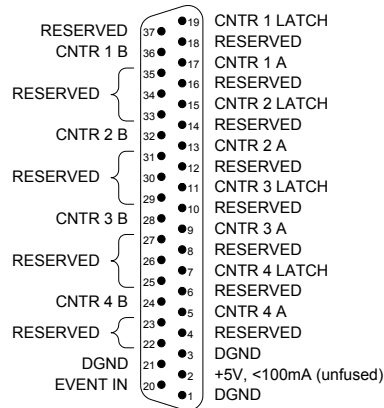 RESERVED 37
CNTR 1 B 36
35
RESERVED 34
33
CNTR 2 B 32
31
RESERVED 30
29
CNTR 3 B 28
27
RESERVED 26
25
CNTR 4 B 24
RESERVED 23
22
DGND 21
EVENT IN 20
19 CNTR 1 LATCH
18 RESERVED
17 CNTR 1 A
16 RESERVED
15 CNTR 2 LATCH
14 RESERVED
13 CNTR 2 A
12 RESERVED
11 CNTR 3 LATCH
10 RESERVED
9 CNTR 3 A
8 RESERVED
7 CNTR 4 LATCH
6 RESERVED
5 CNTR 4 A
4 RESERVED
3 DGND
2 +5V, <100mA (unfused)
1 DGND